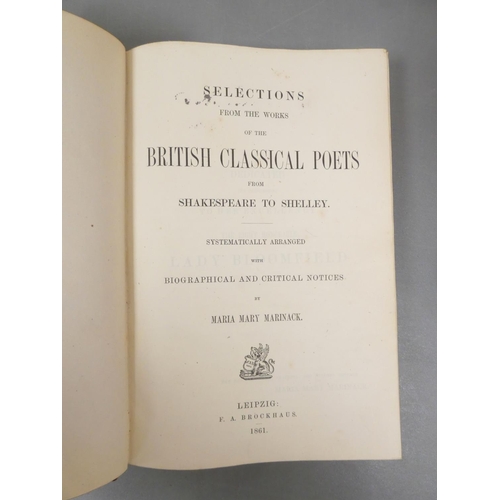 SELECTIONS
FROM THE WORKS
OF THE
BRITISH CLASSICAL POETS
FROM
SHAKESPEARE TO SHELLEY.
SYSTEMATICALLY ARRANGED
WITH
BIOGRAPHICAL AND CRITICAL NOTICES
BY
MARIA MARY MARINACK.
LEIPZIG:
F. A. BROCKHAUS.
1861.